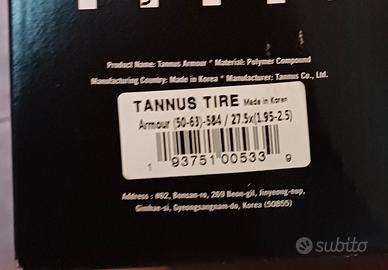 Product Name: Tannus Armour * Material: Polymer Compound
Manufacturing Country: Made in Korea * Manufacturer: Tannus Co., Ltd.
TANNUS TIRE Made in Korea
Armour (50-63)-584 / 27.5x(1.95-2.5)
1 93751 00533 9
Address : #62, Bonsan-ro, 269 Beon-gil, Jinyeong-eup,
Gimhae-si, Gyeongsangnam-do, Korea (50855)
subito